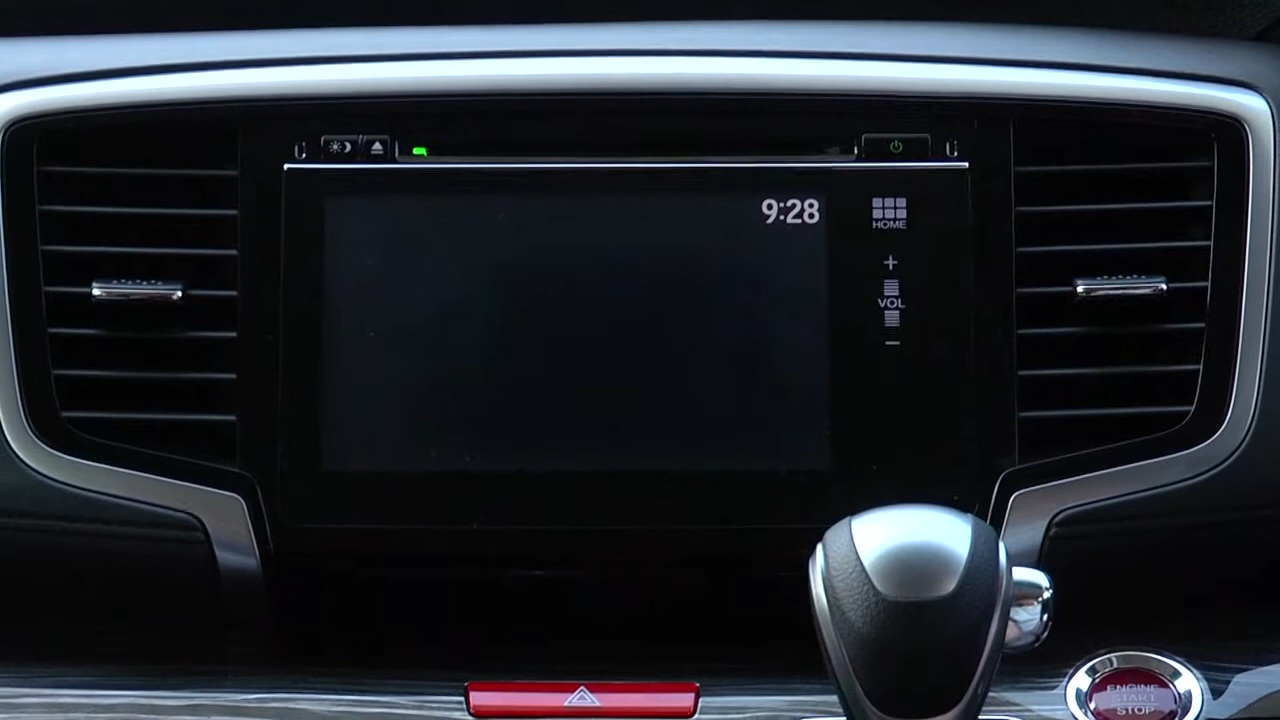 9:28
HOME
+
VOL
−
ENGINE
START
STOP